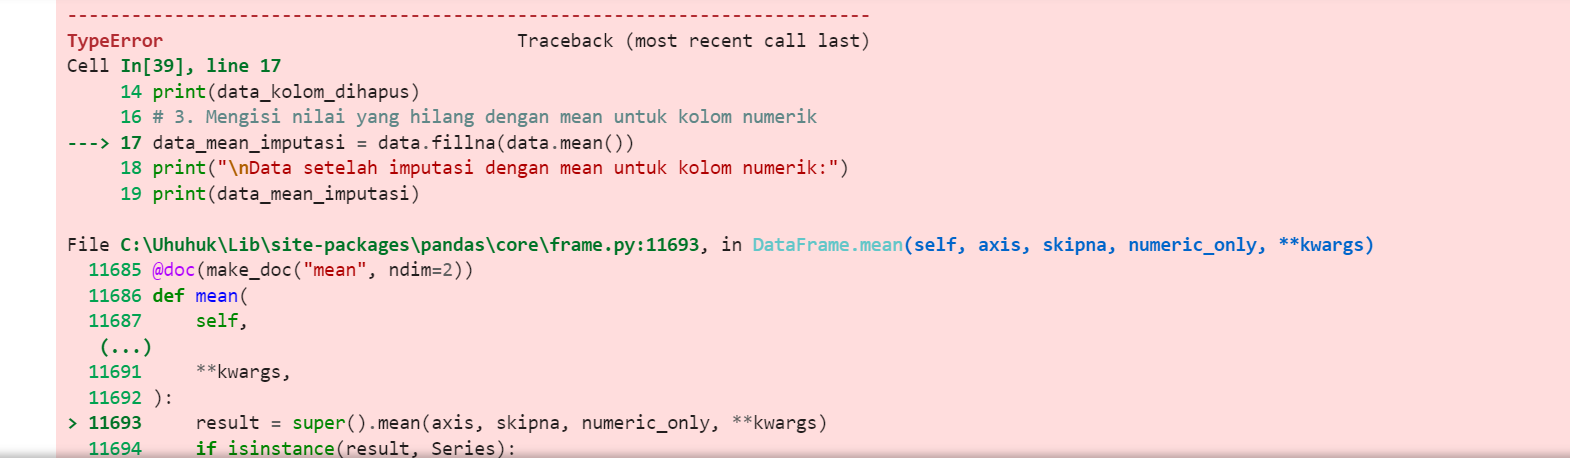 ---------------------------------------------------------------------------
TypeError                                 Traceback (most recent call last)
Cell In[39], line 17
     14 print(data_kolom_dihapus)
     16 # 3. Mengisi nilai yang hilang dengan mean untuk kolom numerik
---> 17 data_mean_imputasi = data.fillna(data.mean())
     18 print("\nData setelah imputasi dengan mean untuk kolom numerik:")
     19 print(data_mean_imputasi)
File C:\Uhuhuk\Lib\site-packages\pandas\core\frame.py:11693, in DataFrame.mean(self, axis, skipna, numeric_only, **kwargs)
  11685 @doc(make_doc("mean", ndim=2))
  11686 def mean(
  11687     self,
   (...)
  11691     **kwargs,
  11692 ):
> 11693     result = super().mean(axis, skipna, numeric_only, **kwargs)
  11694     if isinstance(result, Series):